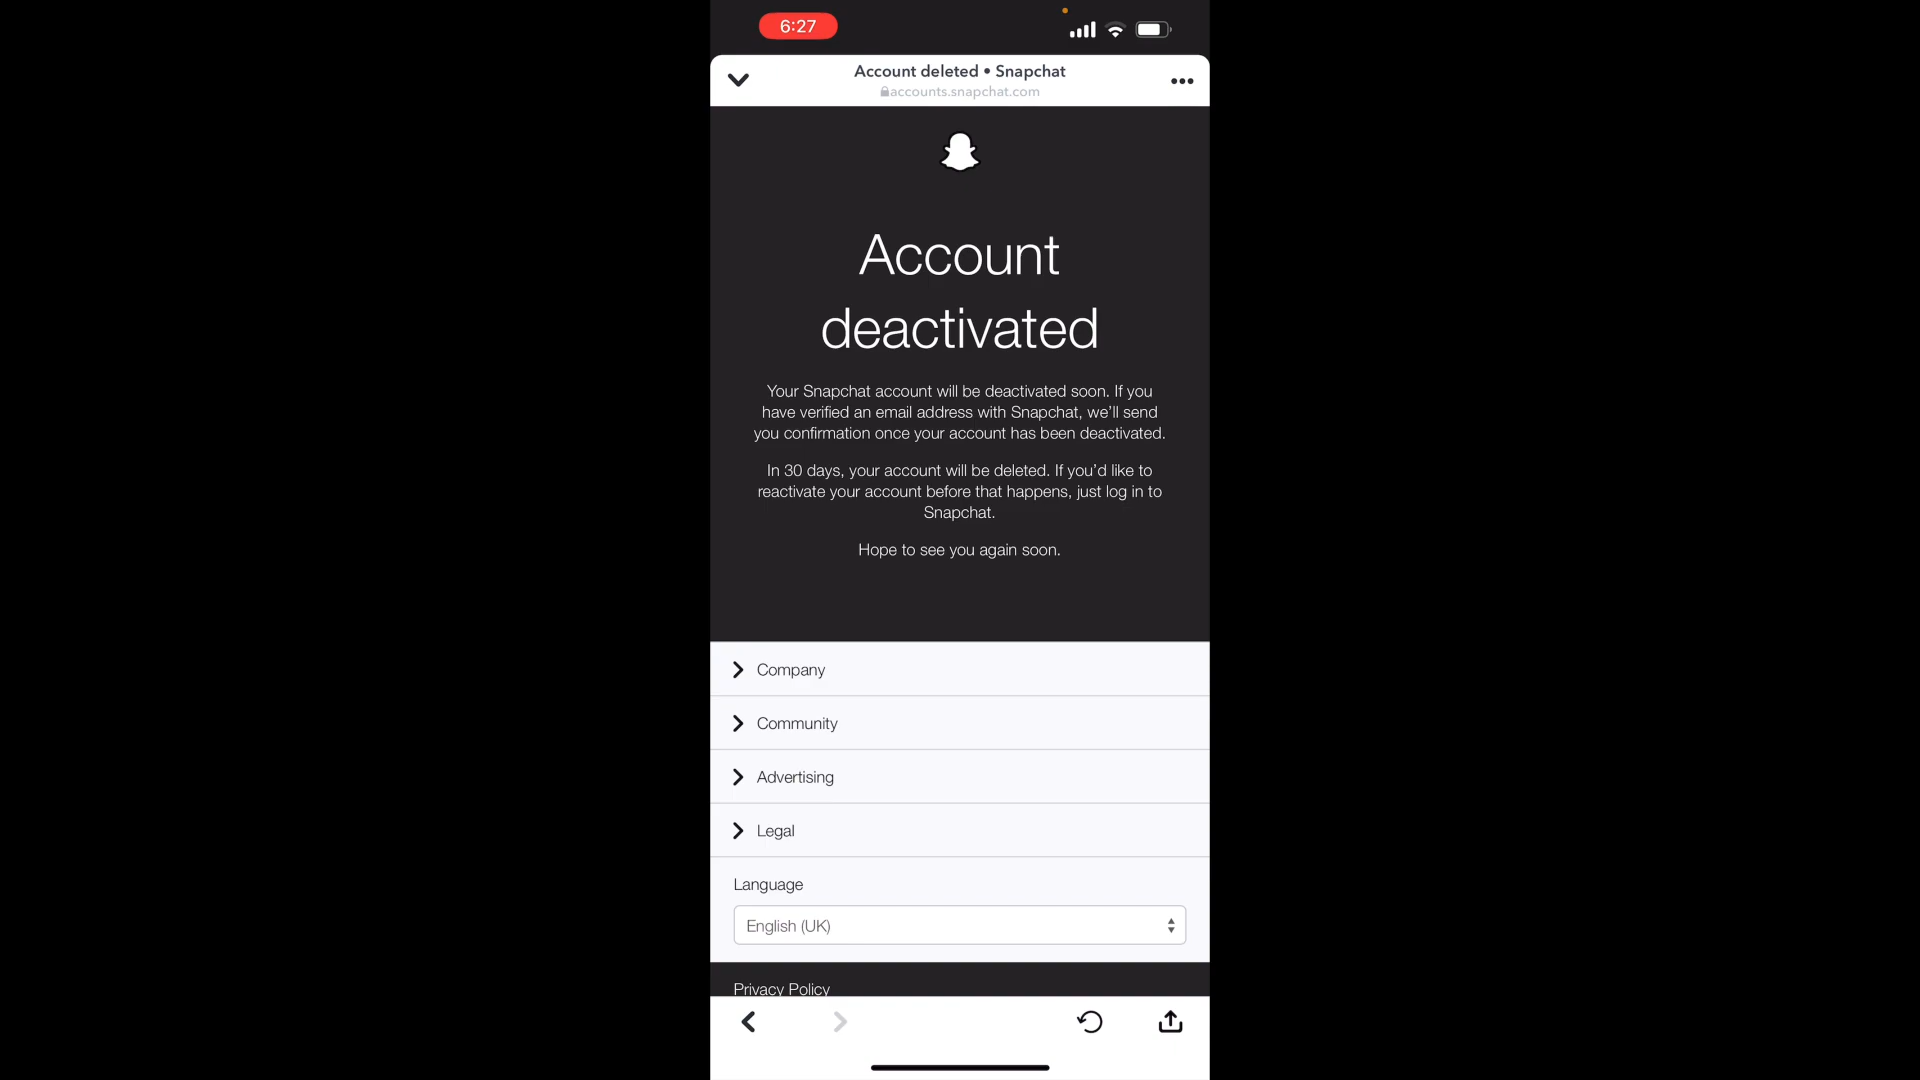 6:27
Account deleted • Snapchat
accounts.snapchat.com
Account
deactivated
Your Snapchat account will be deactivated soon. If you
have verified an email address with Snapchat, we’ll send
you confirmation once your account has been deactivated.
In 30 days, your account will be deleted. If you’d like to
reactivate your account before that happens, just log in to
Snapchat.
Hope to see you again soon.
Company
Community
Advertising
Legal
Language
English (UK)
Privacy Policy